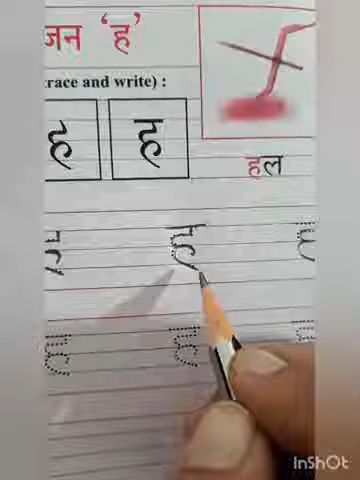 जन 'ह'
race and write) :
ह ह
हल
ह
ह
InShOt